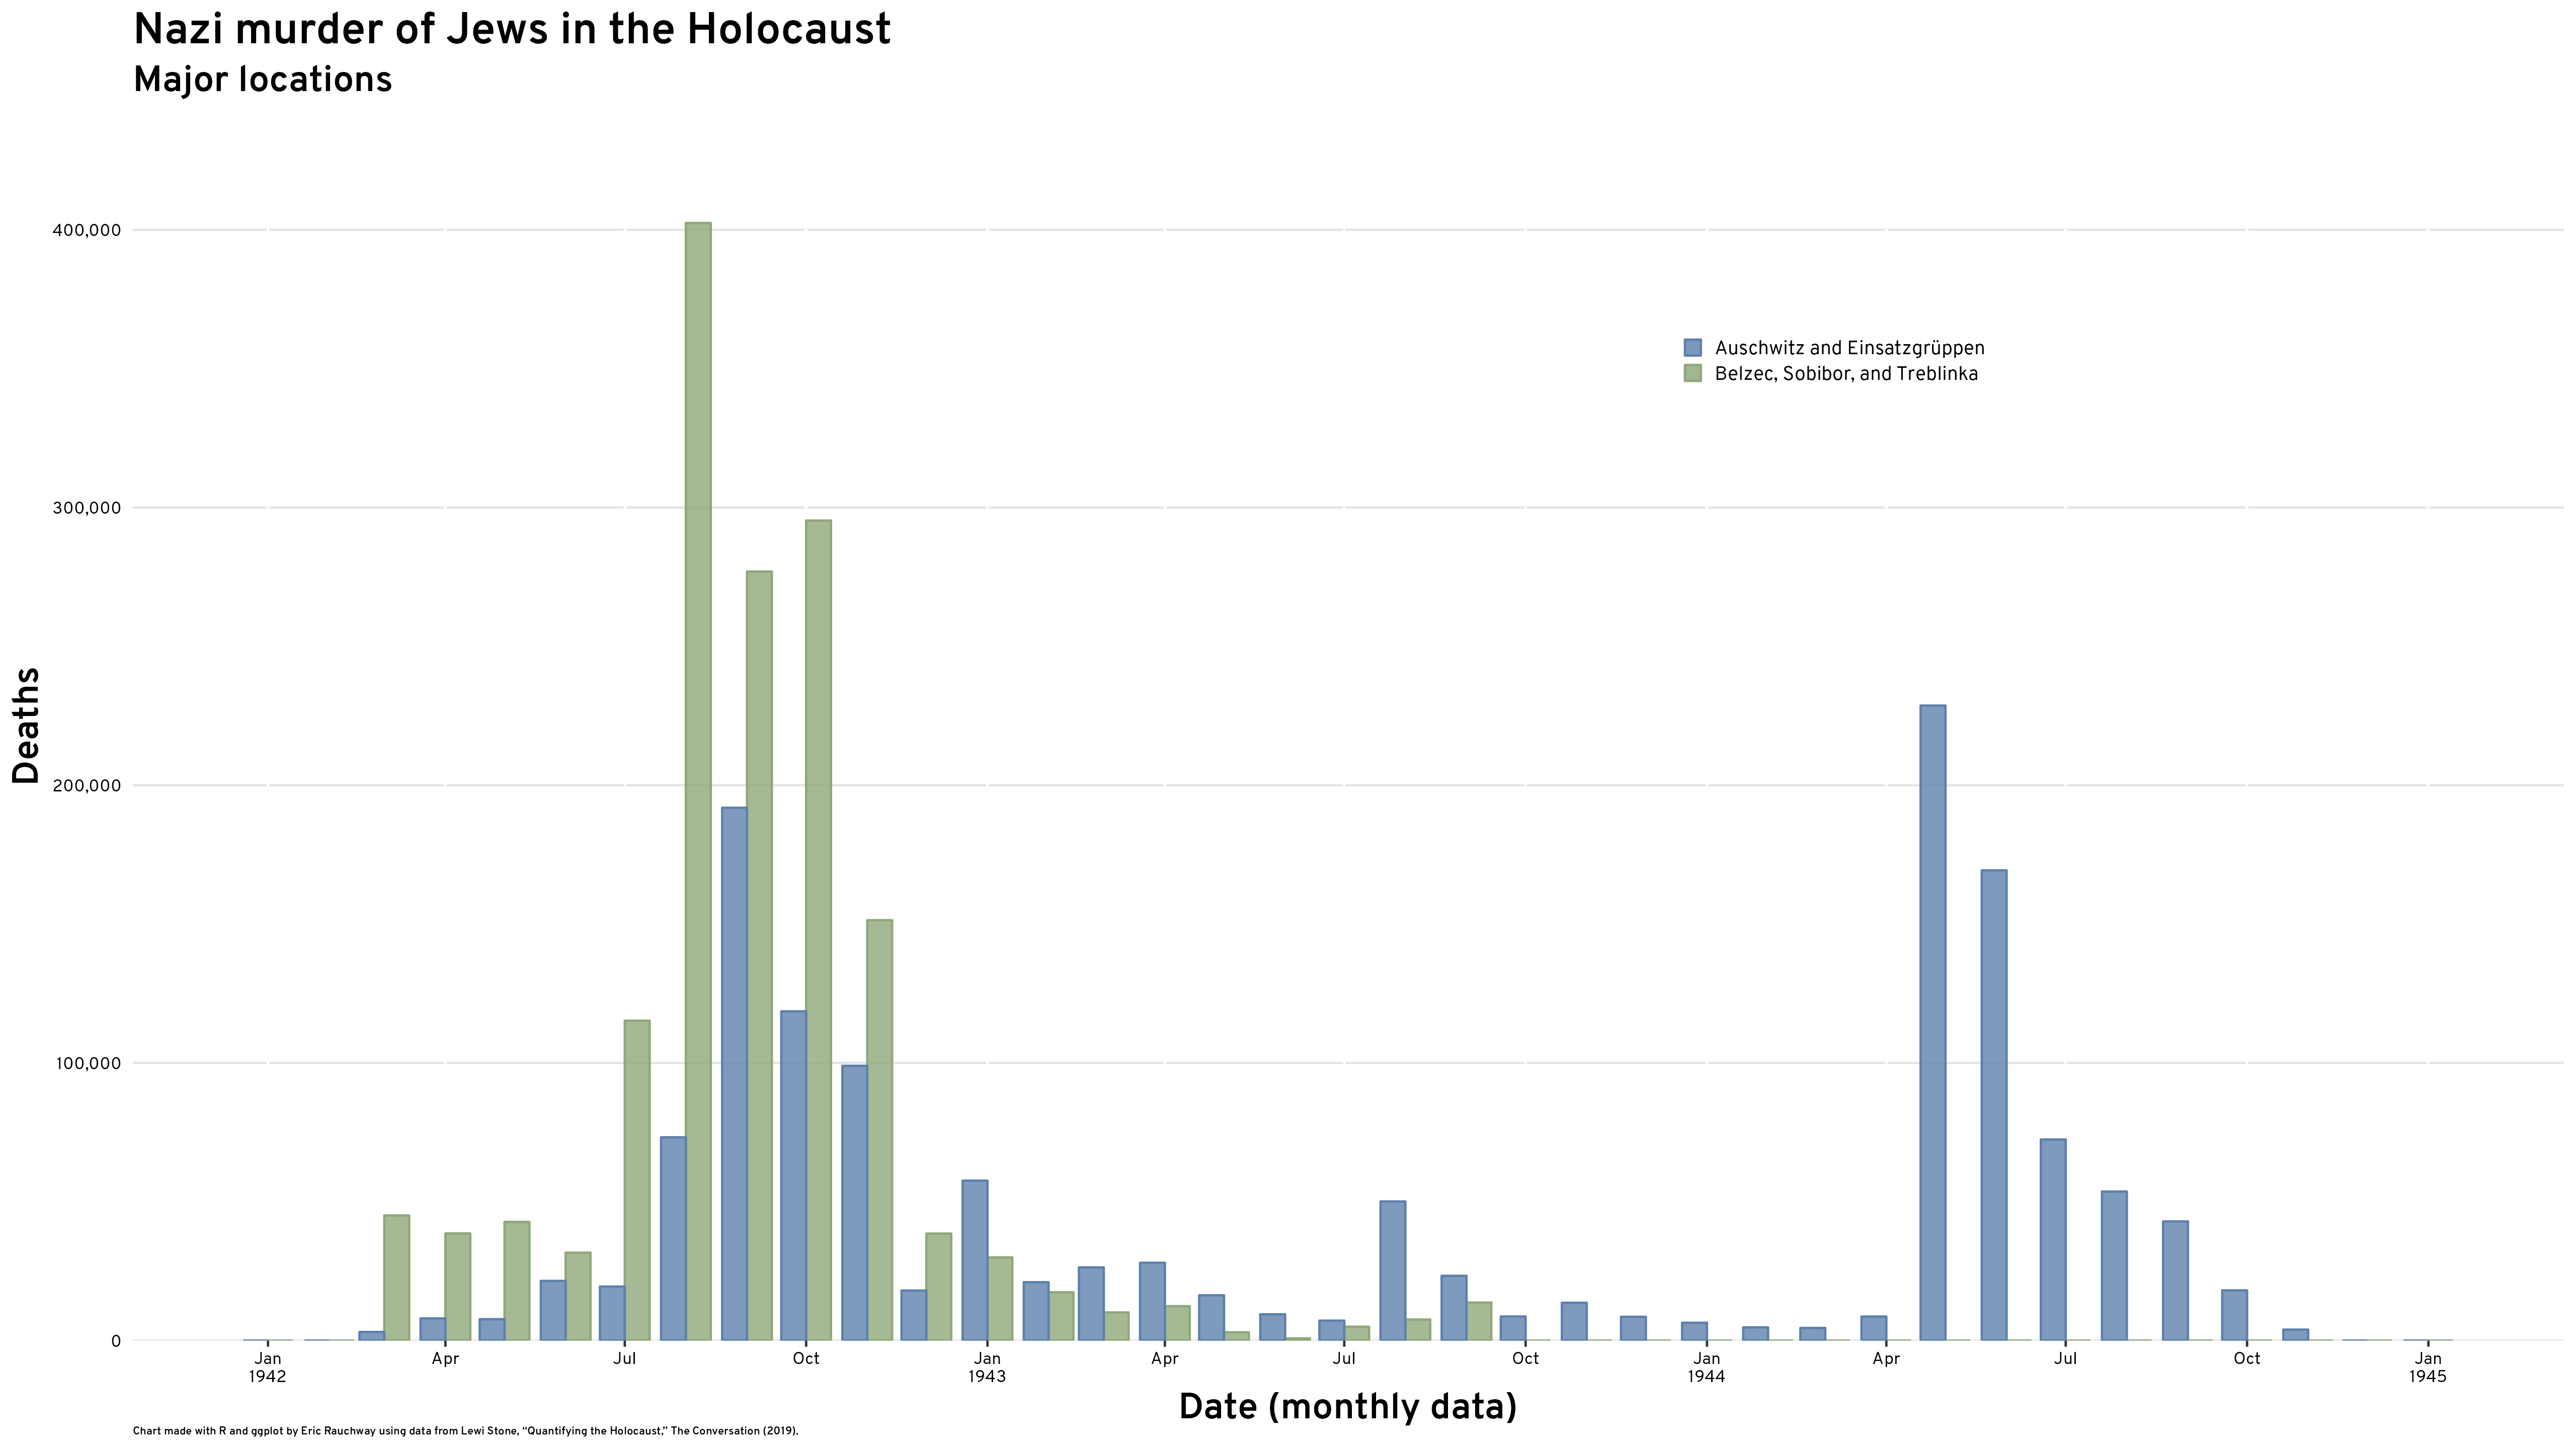 Nazi murder of Jews in the Holocaust
Major locations
400,000
300,000
200,000
100,000
0
Deaths
Auschwitz and Einsatzgrüppen
Belzec, Sobibor, and Treblinka
Jan Apr Jul Oct Jan Apr Jul Oct Jan Apr Jul Oct Jan
1942 1943 1944 1945
Date (monthly data)
Chart made with R and ggplot by Eric Rauchway using data from Lewi Stone, “Quantifying the Holocaust,” The Conversation (2019).